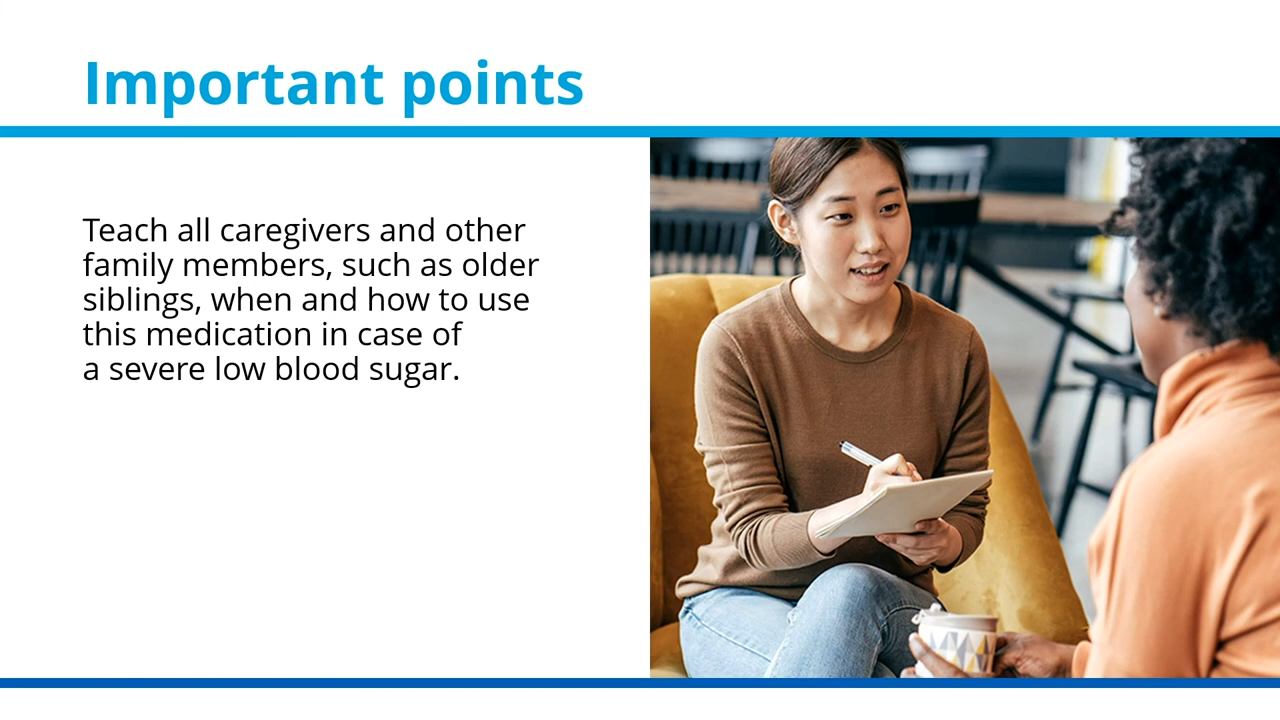 Important points
Teach all caregivers and other
family members, such as older
siblings, when and how to use
this medication in case of
a severe low blood sugar.